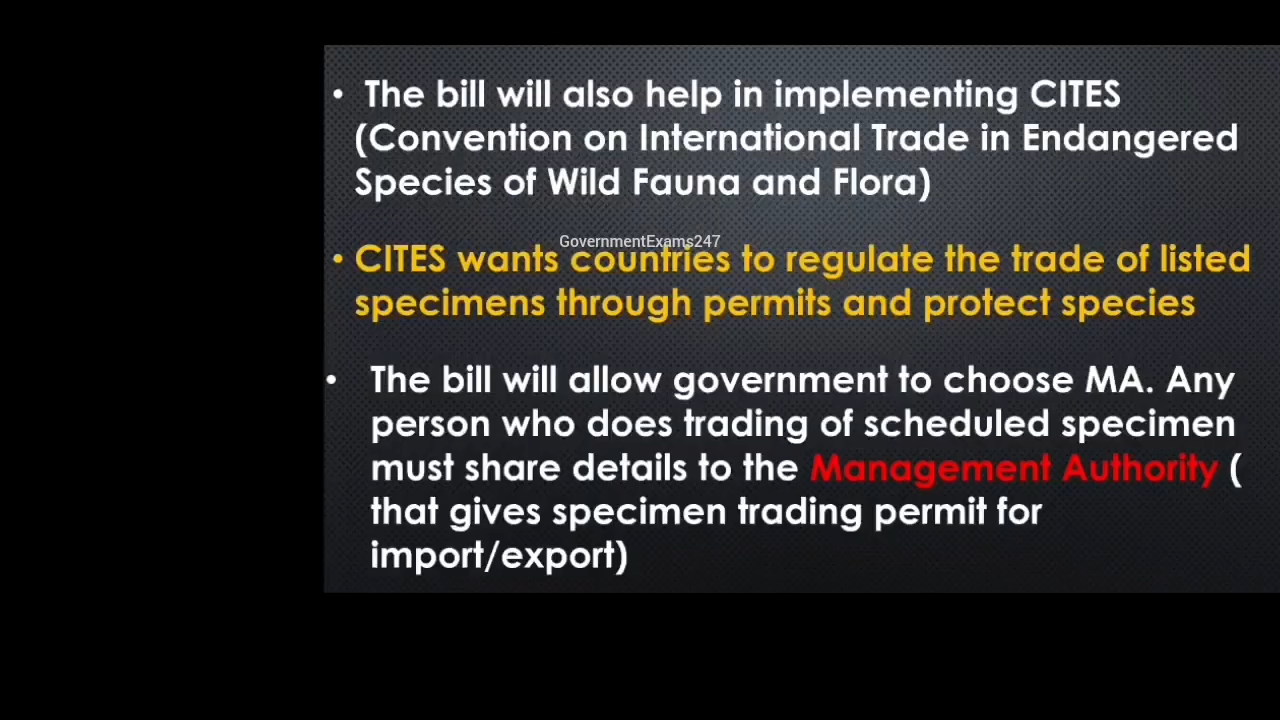 • The bill will also help in implementing CITES
(Convention on International Trade in Endangered
Species of Wild Fauna and Flora)
GovernmentExams247
• CITES wants countries to regulate the trade of listed
specimens through permits and protect species
• The bill will allow government to choose MA. Any
person who does trading of scheduled specimen
must share details to the Management Authority (
that gives specimen trading permit for
import/export)